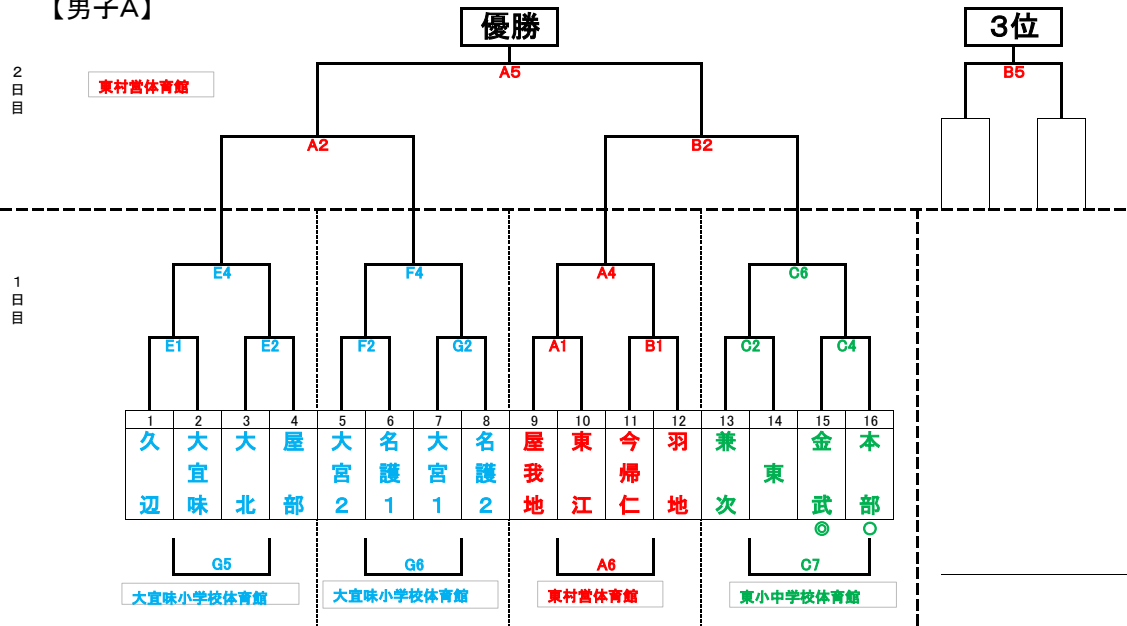 【男子A】
優勝
3位
A5
B5
2日目
東村営体育館
A2
B2
1日目
E4
F4
A4
C6
E1
E2
F2
G2
A1
B1
C2
C4
1 2 3 4 5 6 7 8 9 10 11 12 13 14 15 16
久辺
大宜味
大北
屋部
大宮2
名護1
大宮1
名護2
屋我地
東江
今帰仁
羽地
兼次
東
金武
本部
◎
○
G5
G6
A6
C7
大宜味小学校体育館
大宜味小学校体育館
東村営体育館
東小中学校体育館